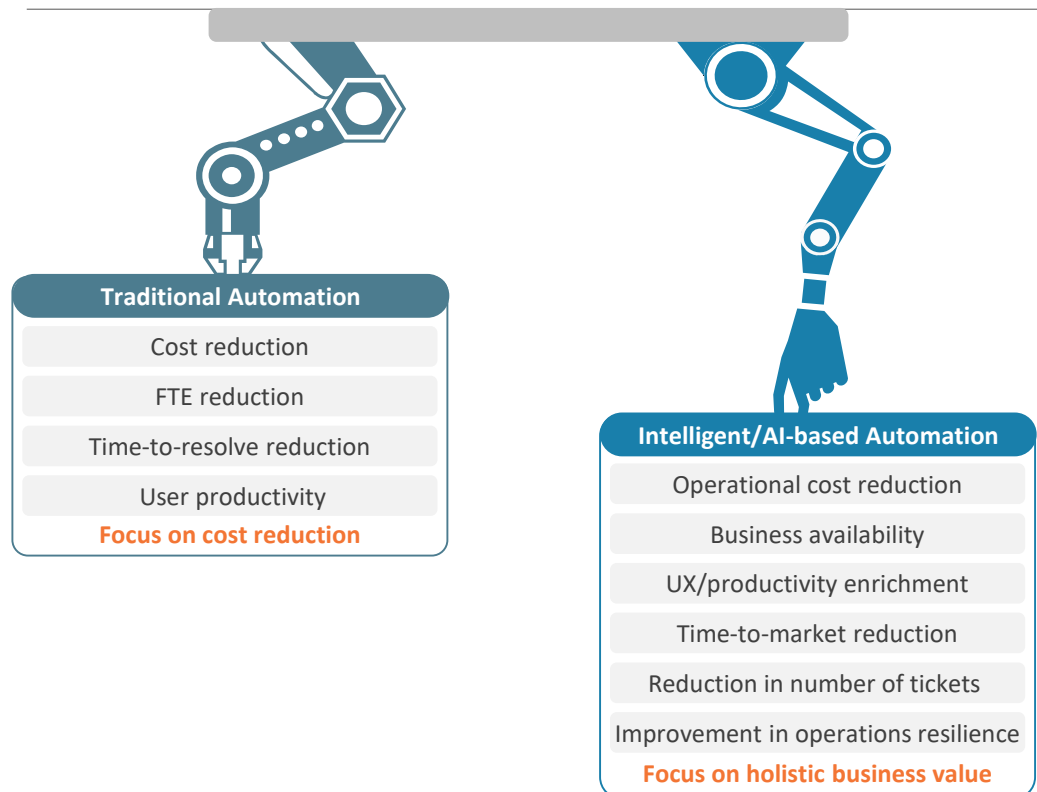 Traditional Automation
Cost reduction
FTE reduction
Time-to-resolve reduction
User productivity
Focus on cost reduction
Intelligent/AI-based Automation
Operational cost reduction
Business availability
UX/productivity enrichment
Time-to-market reduction
Reduction in number of tickets
Improvement in operations resilience
Focus on holistic business value